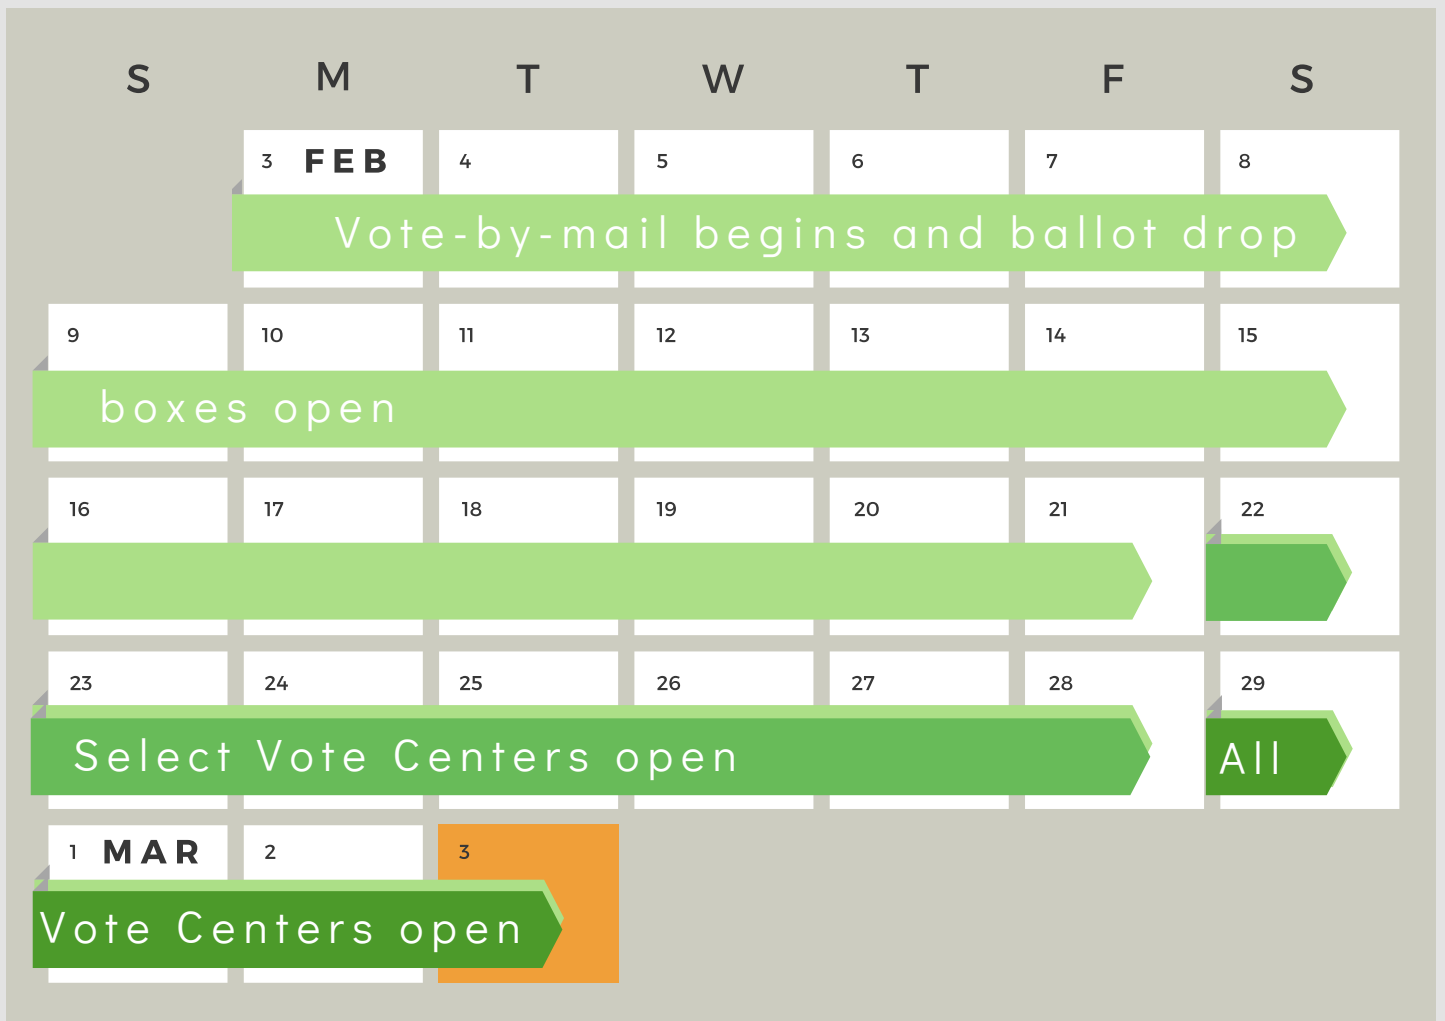 S M T W T F S
3 FEB 4 5 6 7 8
Vote-by-mail begins and ballot drop
9 10 11 12 13 14 15
boxes open
16 17 18 19 20 21 22
23 24 25 26 27 28 29
Select Vote Centers open All
1 MAR 2 3
Vote Centers open